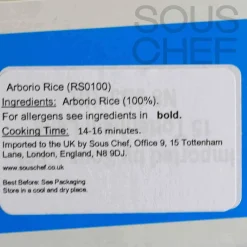 SOUS
CHEF
Arborio Rice (RS0100)
Ingredients: Arborio Rice (100%).
For allergens see ingredients in bold.
Cooking Time: 14-16 minutes.
Imported to the UK by Sous Chef, Office 9, 15 Tottenham
Lane, London, England, N8 9DJ.
www.souschef.co.uk
Best Before: See Packaging
Store in a cool and dry place.